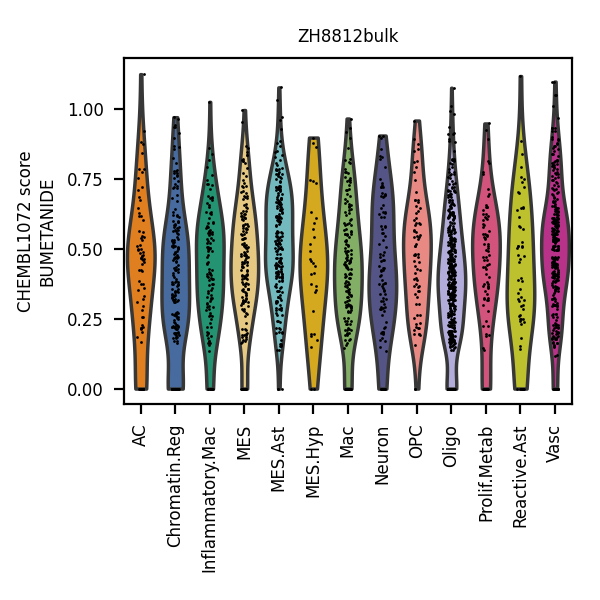 ZH8812bulk
CHEMBL1072 score
BUMETANIDE
1.00
0.75
0.50
0.25
0.00
AC
Chromatin.Reg
Inflammatory.Mac
MES
MES.Ast
MES.Hyp
Mac
Neuron
OPC
Oligo
Prolif.Metab
Reactive.Ast
Vasc